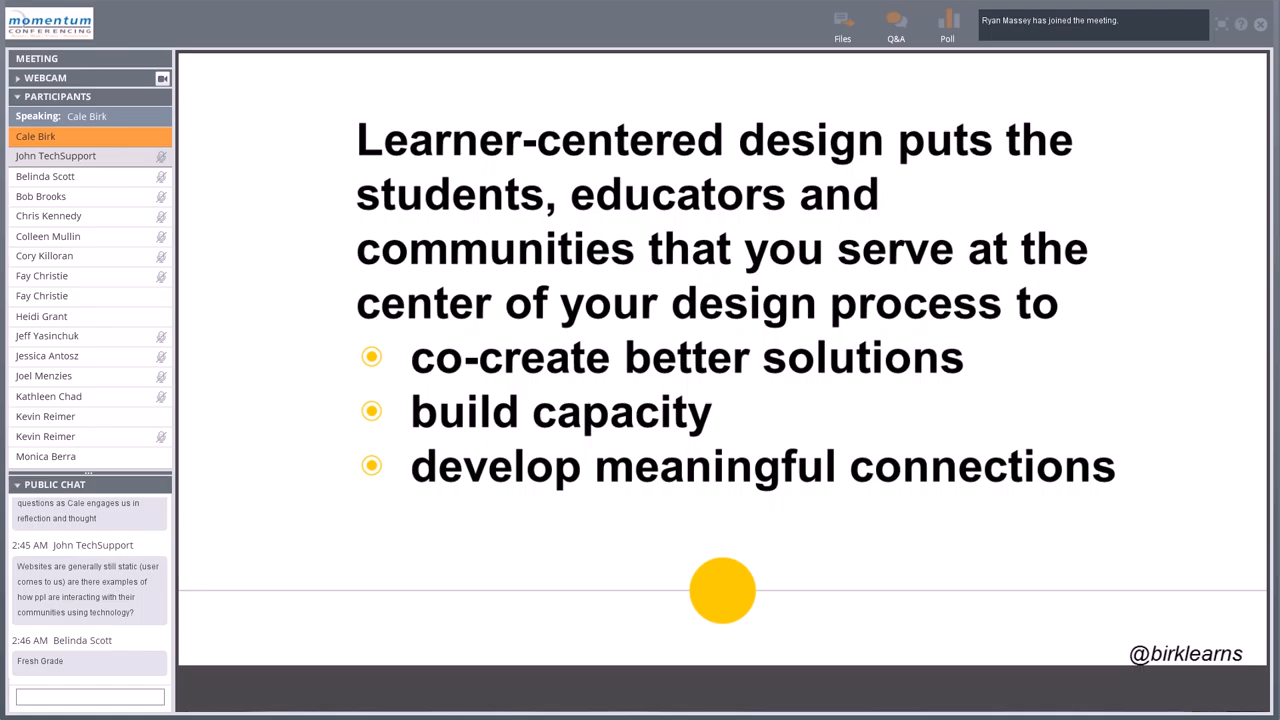 momentum
CONFERENCING
Files
Q&A
Poll
Ryan Massey has joined the meeting.
MEETING
WEBCAM
PARTICIPANTS
Speaking: Cale Birk
Cale Birk
John TechSupport
Belinda Scott
Bob Brooks
Chris Kennedy
Colleen Mullin
Cory Killoran
Fay Christie
Fay Christie
Heidi Grant
Jeff Yasinchuk
Jessica Antosz
Joel Menzies
Kathleen Chad
Kevin Reimer
Kevin Reimer
Monica Berra
PUBLIC CHAT
questions as Cale engages us in
reflection and thought
2:45 AM John TechSupport
Websites are generally still static (user
comes to us) are there examples of
how ppl are interacting with their
communities using technology?
2:46 AM Belinda Scott
Fresh Grade
Learner-centered design puts the
students, educators and
communities that you serve at the
center of your design process to
co-create better solutions
build capacity
develop meaningful connections
@birklearns